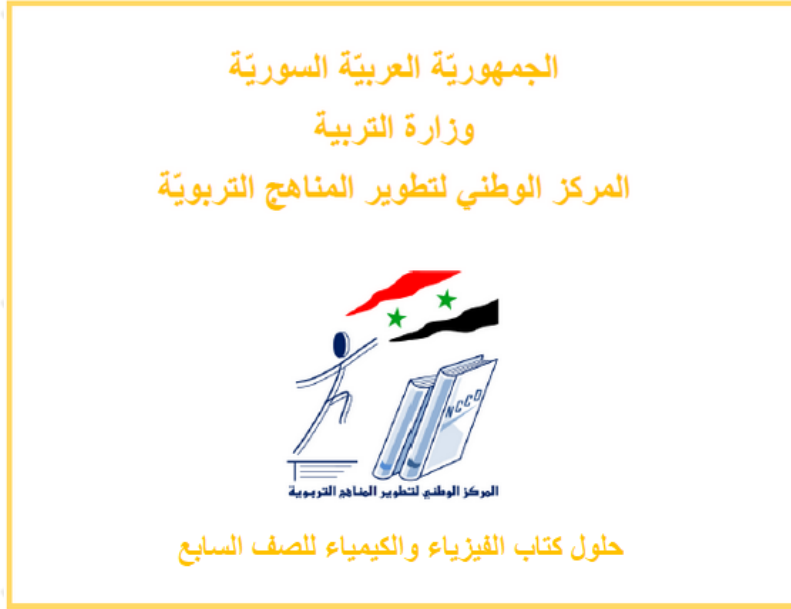 الجمهوريّة العربيّة السوريّة
وزارة التربية
المركز الوطني لتطوير المناهج التربويّة
NCCD
المركز الوطني لتطوير المناهج التربوية
حلول كتاب الفيزياء والكيمياء للصف السابع